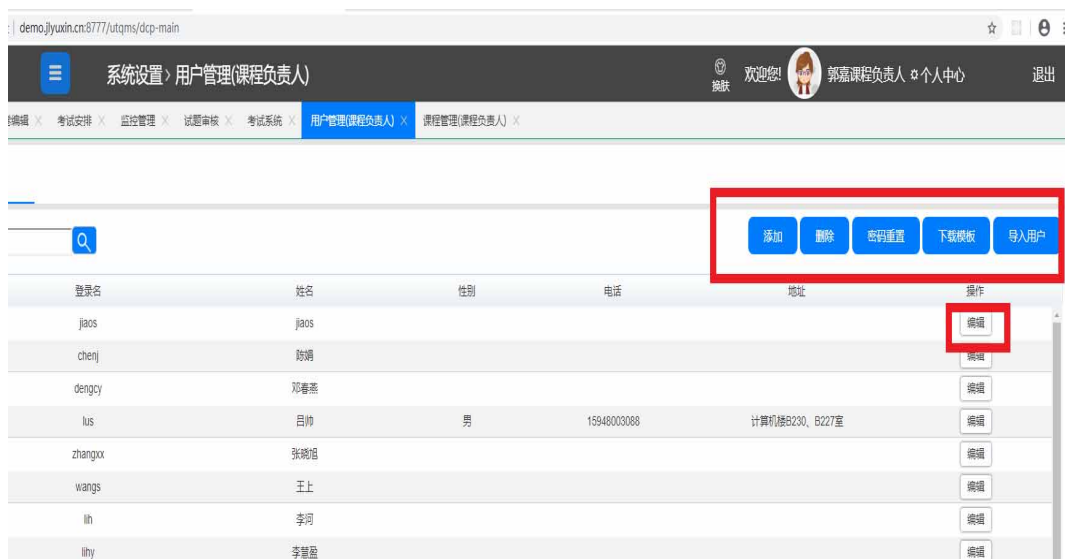 demo.jlyuxin.cn:8777/utqms/dcp-main
系统设置> 用户管理(课程负责人)
换肤 欢迎您! 郭嘉课程负责人 个人中心 退出
编辑 考试安排 监控管理 试题审核 考试系统 用户管理(课程负责人) 课程管理(课程负责人)
添加 删除 密码重置 下载模板 导入用户
登录名 姓名 性别 电话 地址 操作
jiaos jiaos 编辑
chenj 陈娟 编辑
dengcy 邓春燕 编辑
lus 吕帅 男 15948003088 计算机楼B230、B227室 编辑
zhangxx 张晓旭 编辑
wangs 王上 编辑
lih 李河 编辑
lihy 李慧盈 编辑